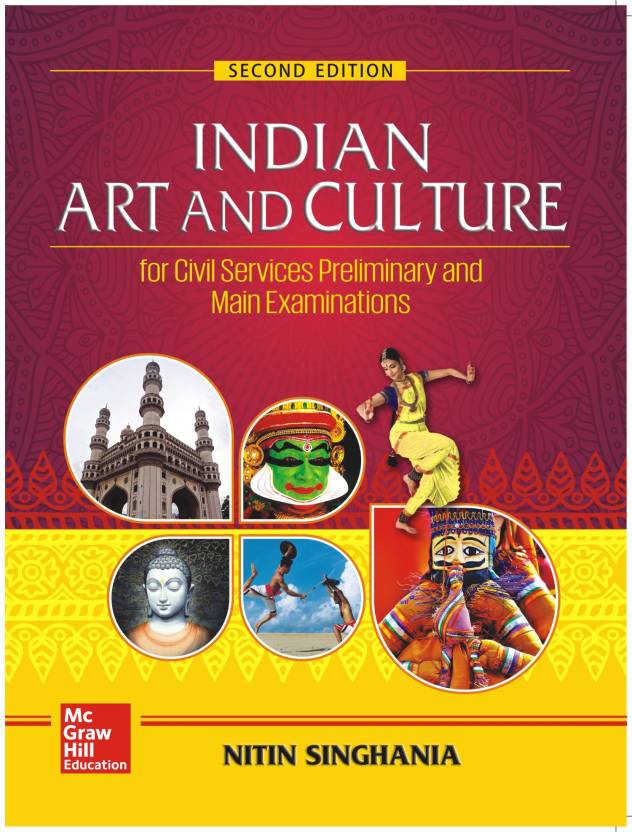 SECOND EDITION
INDIAN
ART AND CULTURE
for Civil Services Preliminary and
Main Examinations
Mc
Graw
Hill
Education
NITIN SINGHANIA